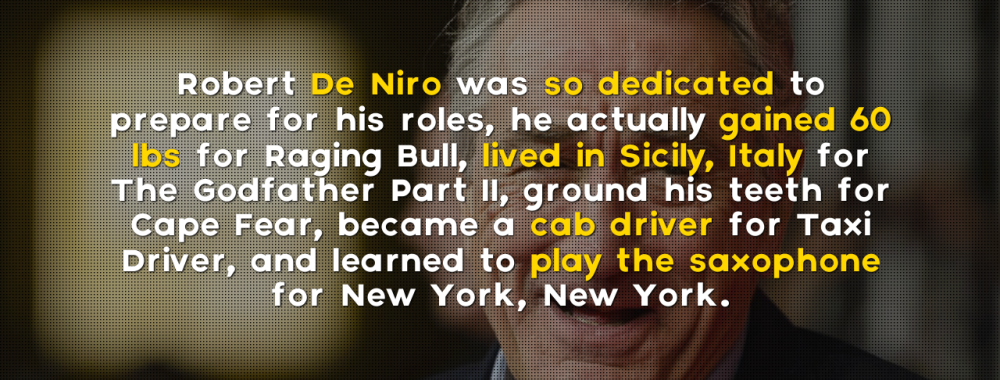 Robert De Niro was so dedicated to
prepare for his roles, he actually gained 60
lbs for Raging Bull, lived in Sicily, Italy for
The Godfather Part II, ground his teeth for
Cape Fear, became a cab driver for Taxi
Driver, and learned to play the saxophone
for New York, New York.